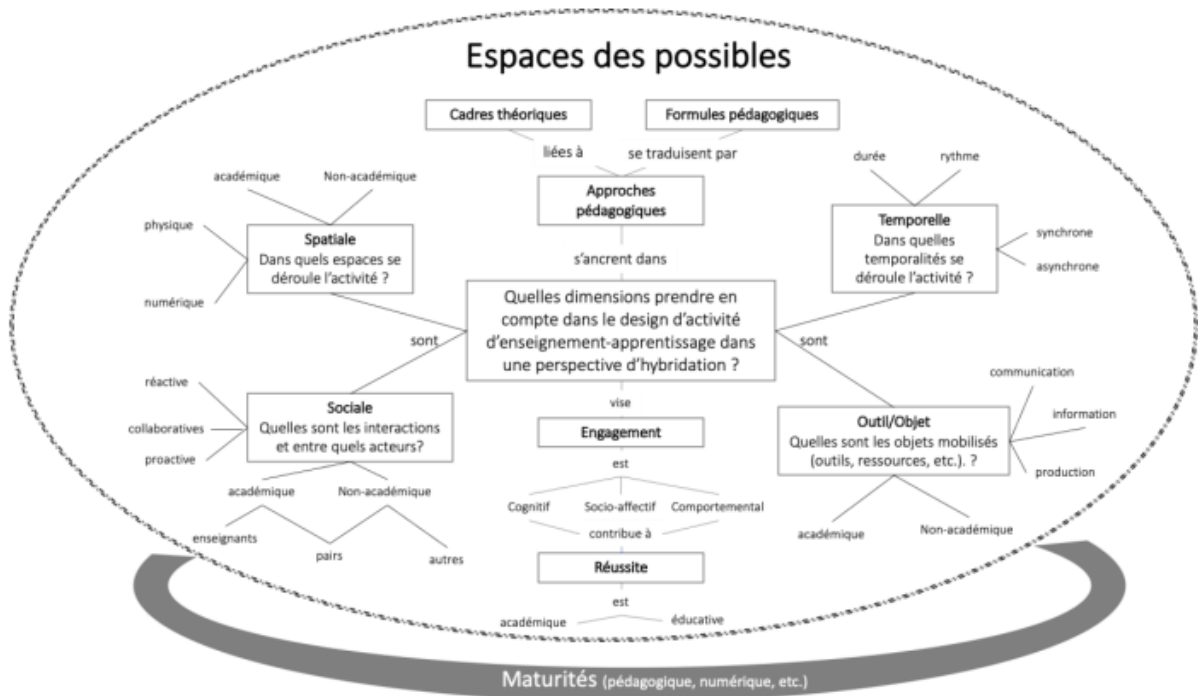 Espaces des possibles
Cadres théoriques
Formules pédagogiques
liées à
se traduisent par
durée
rythme
académique
Non-académique
Approches
pédagogiques
physique
Spatiale
Dans quels espaces se
déroule l'activité ?
numérique
Temporelle
Dans quelles
temporalités se
déroule l'activité ?
synchrone
asynchrone
s'ancrent dans
Quelles dimensions prendre en
compte dans le design d'activité
d'enseignement-apprentissage dans
une perspective d'hybridation ?
sont
sont
réactive
collaboratives
proactive
Sociale
Quelles sont les interactions
et entre quels acteurs?
académique
Non-académique
enseignants
pairs
autres
vise
Engagement
est
Cognitif
Socio-affectif
Comportemental
contribue à
Réussite
est
académique
éducative
communication
information
production
Outil/Objet
Quelles sont les objets mobilisés
(outils, ressources, etc.). ?
académique
Non-académique
Maturités (pédagogique, numérique, etc.)